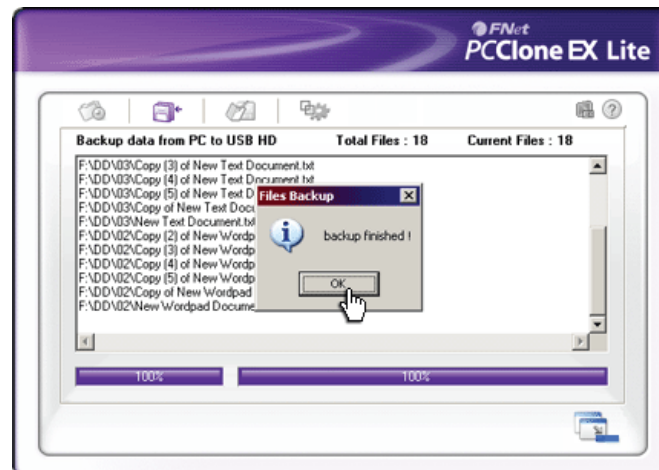 FNet
PCClone EX Lite
Backup data from PC to USB HD Total Files : 18 Current Files : 18
F:\DD\03\Copy (3) of New Text Document.txt
F:\DD\03\Copy (4) of New Text Document.txt
F:\DD\03\Copy (5) of New Text D
F:\DD\03\Copy of New Text Docu
F:\DD\03\New Text Document.txt
F:\DD\02\Copy (2) of New Wordp
F:\DD\02\Copy (3) of New Wordp
F:\DD\02\Copy (4) of New Wordp
F:\DD\02\Copy (5) of New Wordp
F:\DD\02\Copy of New Wordpad
F:\DD\02\New Wordpad Docume
Files Backup
backup finished !
OK
100% 100%